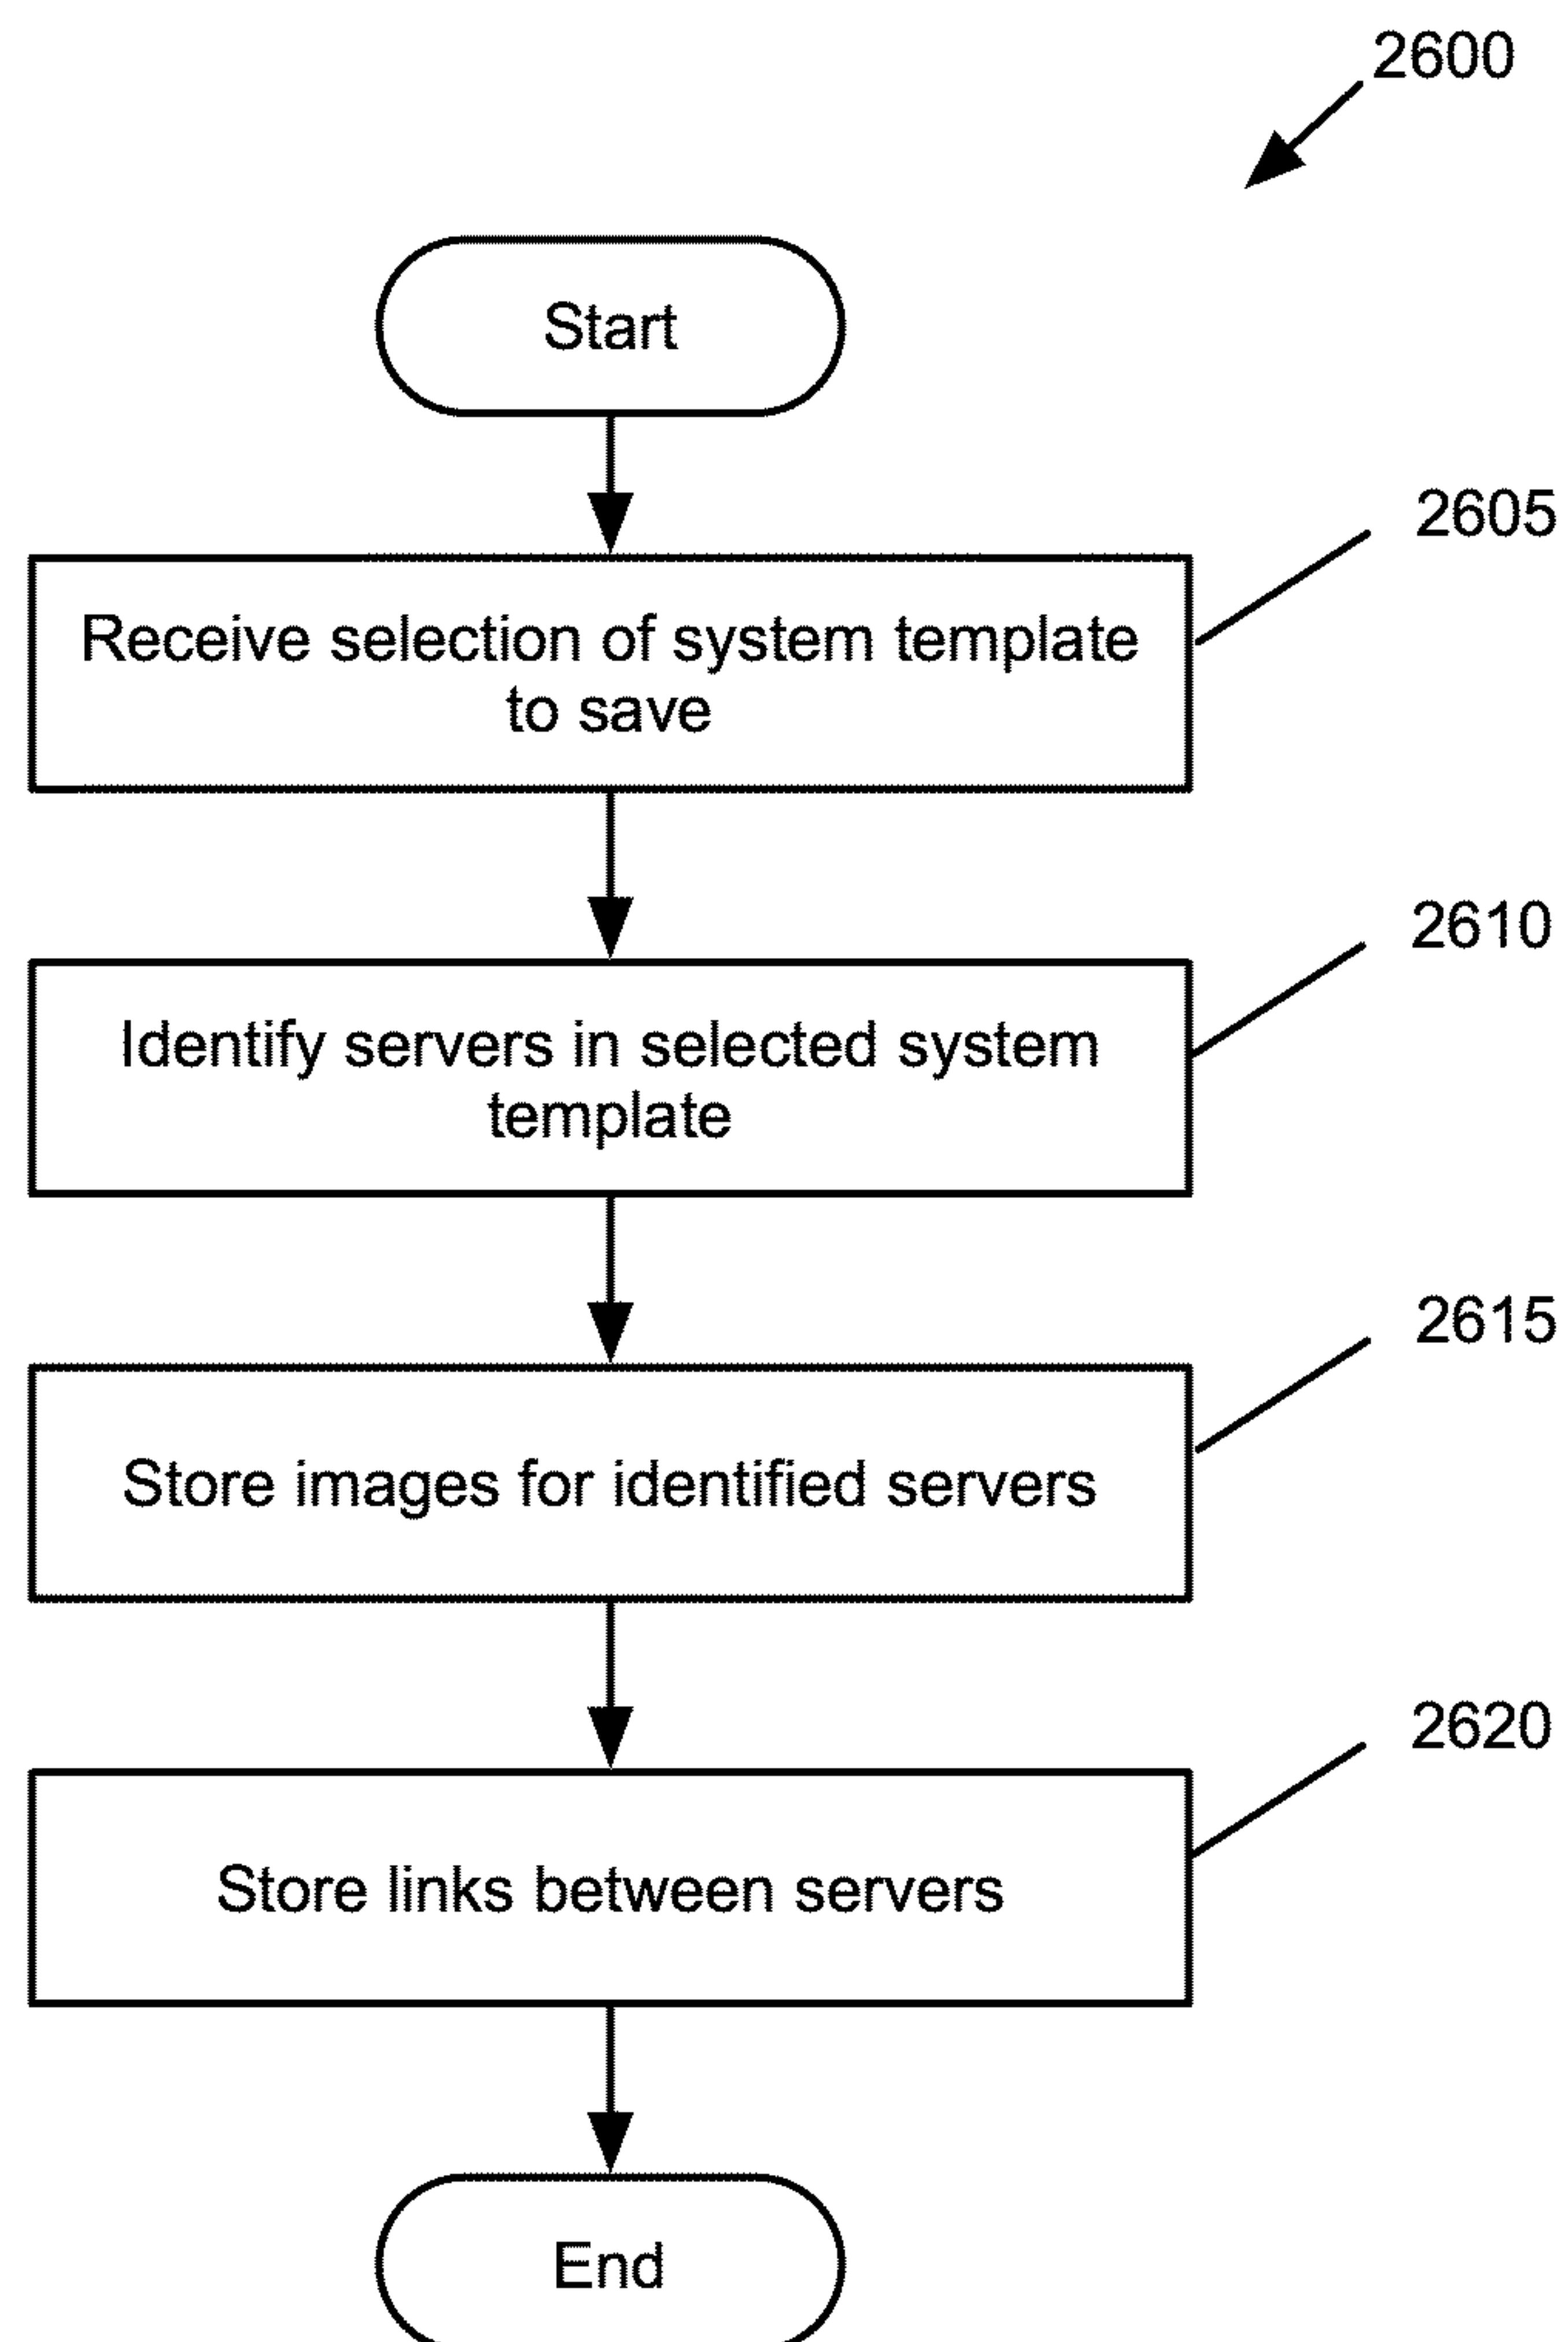 2600
Start
2605
Receive selection of system template
to save
2610
Identify servers in selected system
template
2615
Store images for identified servers
2620
Store links between servers
End